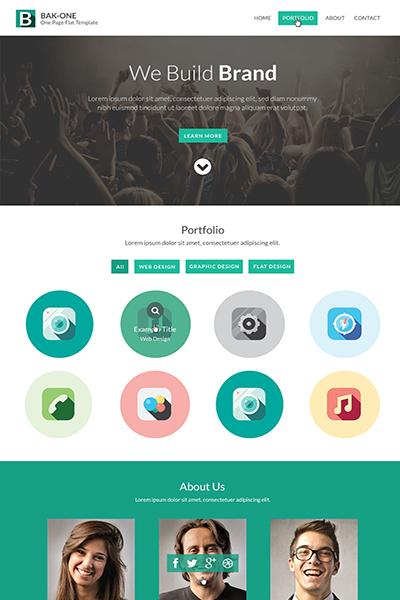 B BAK-ONE
One Page Flat Template
HOME PORTFOLIO ABOUT CONTACT
We Build Brand
Lorem ipsum dolor sit amet, consectetuer adipiscing elit, sed diam nonummy
nibh euismod tincidunt ut laoreet dolore magna aliquam erat volutpat.
LEARN MORE
Portfolio
Lorem ipsum dolor sit amet, consectetuer adipiscing elit.
All WEB DESIGN GRAPHIC DESIGN FLAT DESIGN
Example Title
Web Design
About Us
Lorem ipsum dolor sit amet, consectetuer adipiscing elit.
f g+